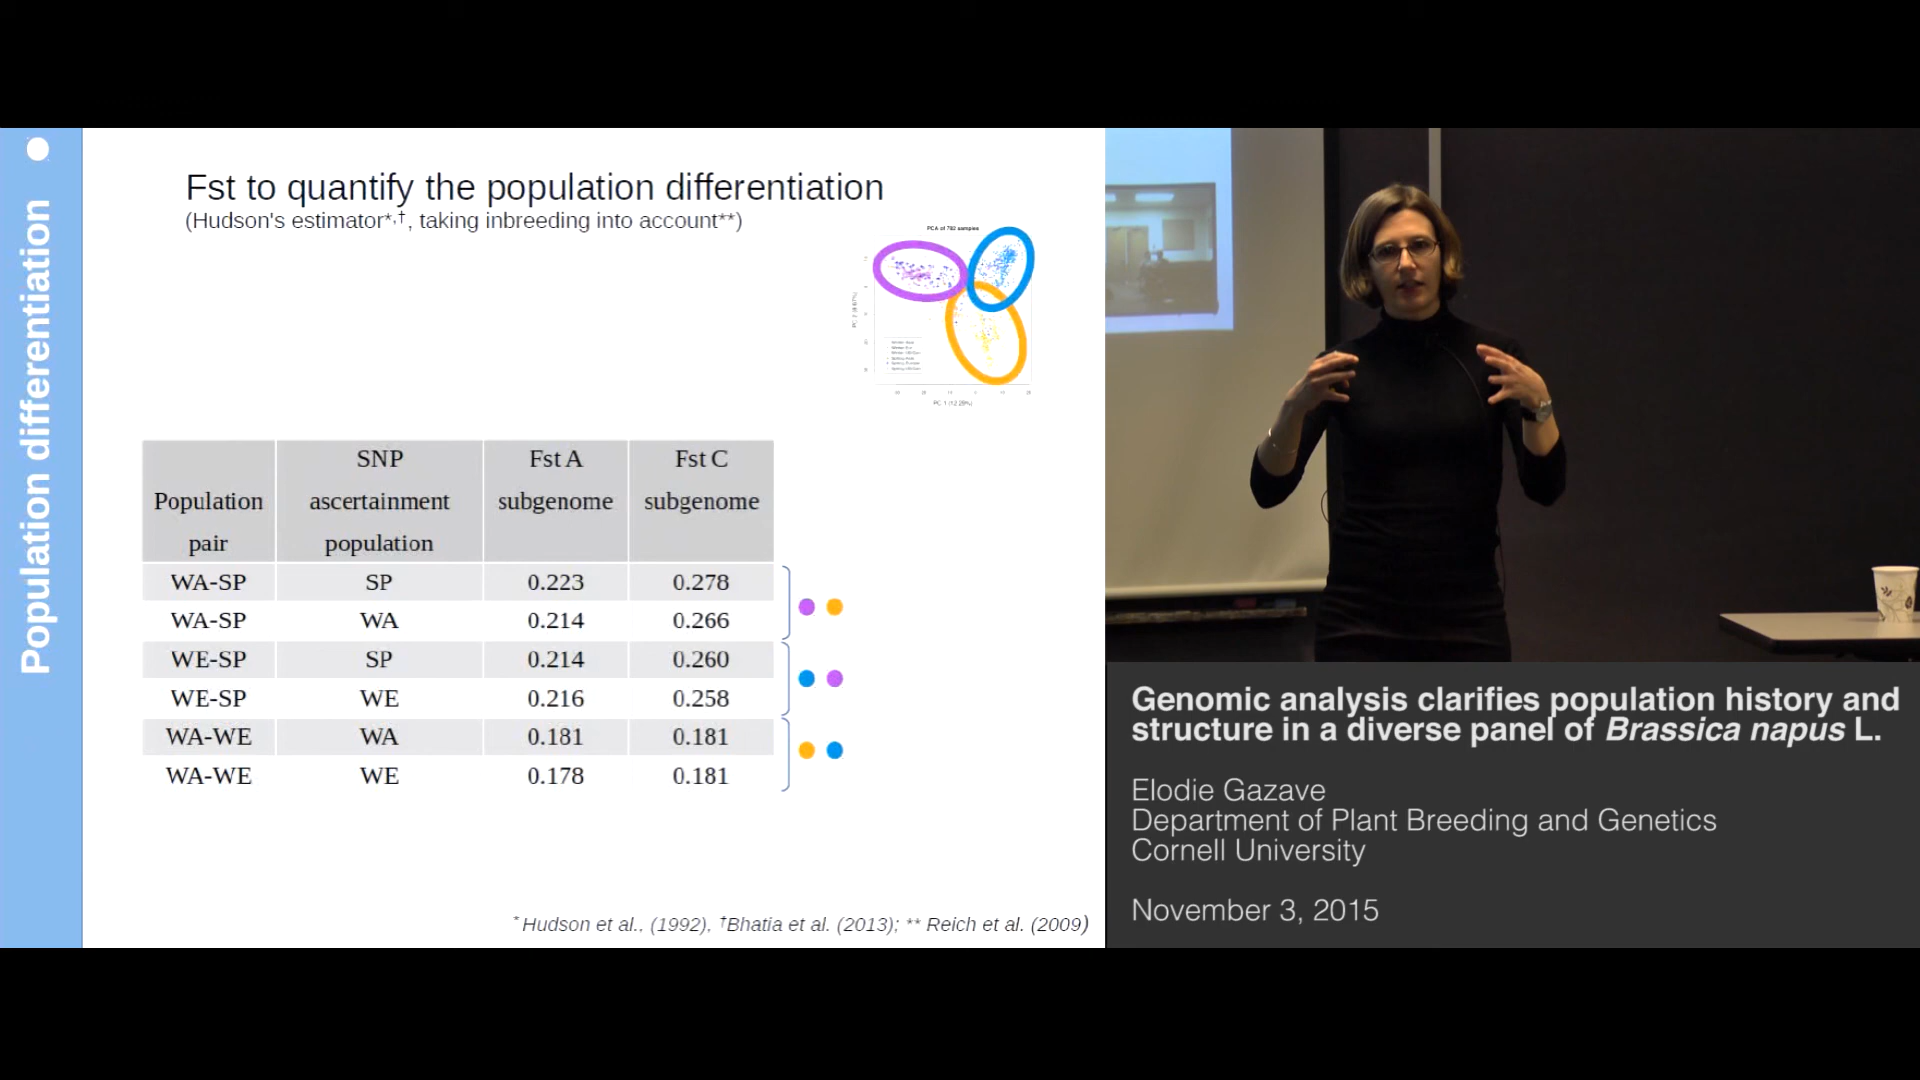 Population differentiation
Fst to quantify the population differentiation
(Hudson's estimator*,†, taking inbreeding into account**)
PCA of 782 samples
PC 1 (12.29%)
Population pair | SNP ascertainment population | Fst A subgenome | Fst C subgenome
WA-SP SP 0.223 0.278
WA-SP WA 0.214 0.266
WE-SP SP 0.214 0.260
WE-SP WE 0.216 0.258
WA-WE WA 0.181 0.181
WA-WE WE 0.178 0.181
* Hudson et al., (1992), †Bhatia et al. (2013); ** Reich et al. (2009)
Genomic analysis clarifies population history and
structure in a diverse panel of Brassica napus L.
Elodie Gazave
Department of Plant Breeding and Genetics
Cornell University
November 3, 2015